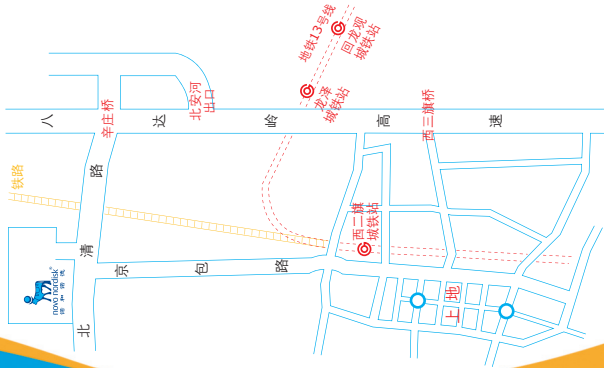 地铁13号线
回龙观
城铁站
龙泽
城铁站
北安河
出口
辛庄桥
西三旗桥
八达岭高速
铁路
北清路
京包路
西二旗
城铁站
上地
novo nordisk®
诺和诺德